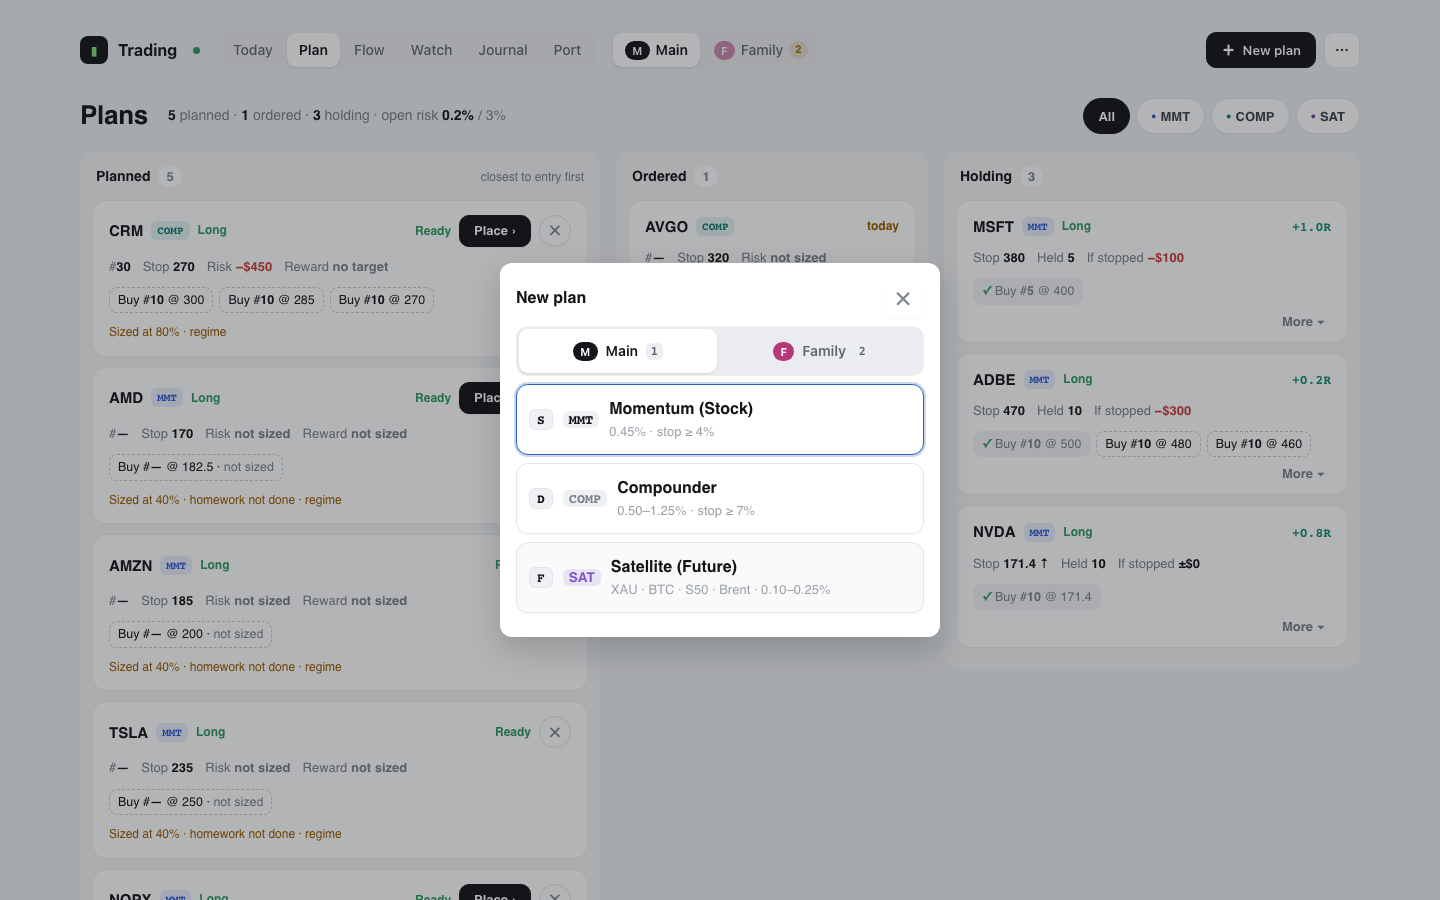 Trading
Today Plan Flow Watch Journal Port
M Main F Family 2
+ New plan ...
Plans 5 planned · 1 ordered · 3 holding · open risk 0.2% / 3%
All • MMT • COMP • SAT
Planned 5 closest to entry first
CRM COMP Long Ready Place ›
#30 Stop 270 Risk −$450 Reward no target
Buy #10 @ 300 Buy #10 @ 285 Buy #10 @ 270
Sized at 80% · regime
AMD MMT Long Ready
#— Stop 170 Risk not sized Reward not sized
Buy #— @ 182.5 · not sized
Sized at 40% · homework not done · regime
AMZN MMT Long
#— Stop 185 Risk not sized Reward not sized
Buy #— @ 200 · not sized
Sized at 40% · homework not done · regime
TSLA MMT Long Ready
#— Stop 235 Risk not sized Reward not sized
Buy #— @ 250 · not sized
Sized at 40% · homework not done · regime
Ordered 1
AVGO COMP today
#— Stop 320 Risk not sized
Holding 3
MSFT MMT Long +1.0R
Stop 380 Held 5 If stopped −$100
✓ Buy #5 @ 400
More
ADBE MMT Long +0.2R
Stop 470 Held 10 If stopped −$300
✓ Buy #10 @ 500 Buy #10 @ 480 Buy #10 @ 460
More
NVDA MMT Long +0.8R
Stop 171.4 ↑ Held 10 If stopped ±$0
✓ Buy #10 @ 171.4
More
New plan
M Main 1 F Family 2
S MMT Momentum (Stock)
0.45% · stop ≥ 4%
D COMP Compounder
0.50–1.25% · stop ≥ 7%
F SAT Satellite (Future)
XAU · BTC · S50 · Brent · 0.10–0.25%